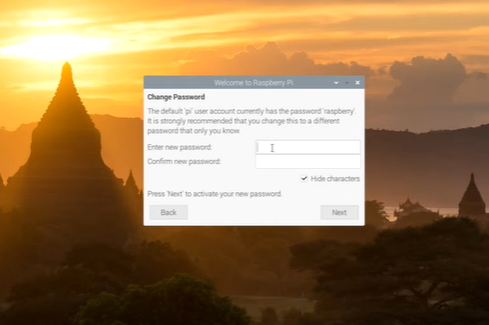 Welcome to Raspberry Pi
Change Password
The default 'pi' user account currently has the password 'raspberry'.
It is strongly recommended that you change this to a different
password that only you know.
Enter new password:
Confirm new password:
Hide characters
Press 'Next' to activate your new password.
Back
Next